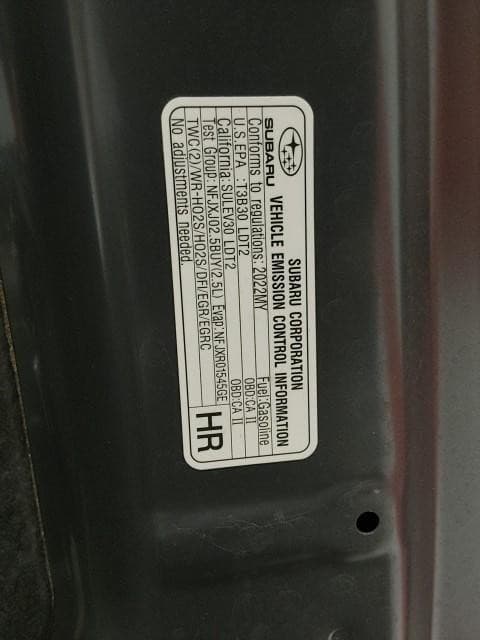 SUBARU CORPORATION
SUBARU VEHICLE EMISSION CONTROL INFORMATION
Conforms to regulations: 2022MY Fuel:Gasoline
U.S.EPA :T3B30 LDT2 OBD:CA II
California:SULEV30 LDT2 OBD:CA II
Test Group:NFJXJ02.5BUY(2.5L) Evap:NFJXR01545GE
TWC(2)/WR-HO2S/HO2S/DFI/EGR/EGRC
No adjustments needed.
HR